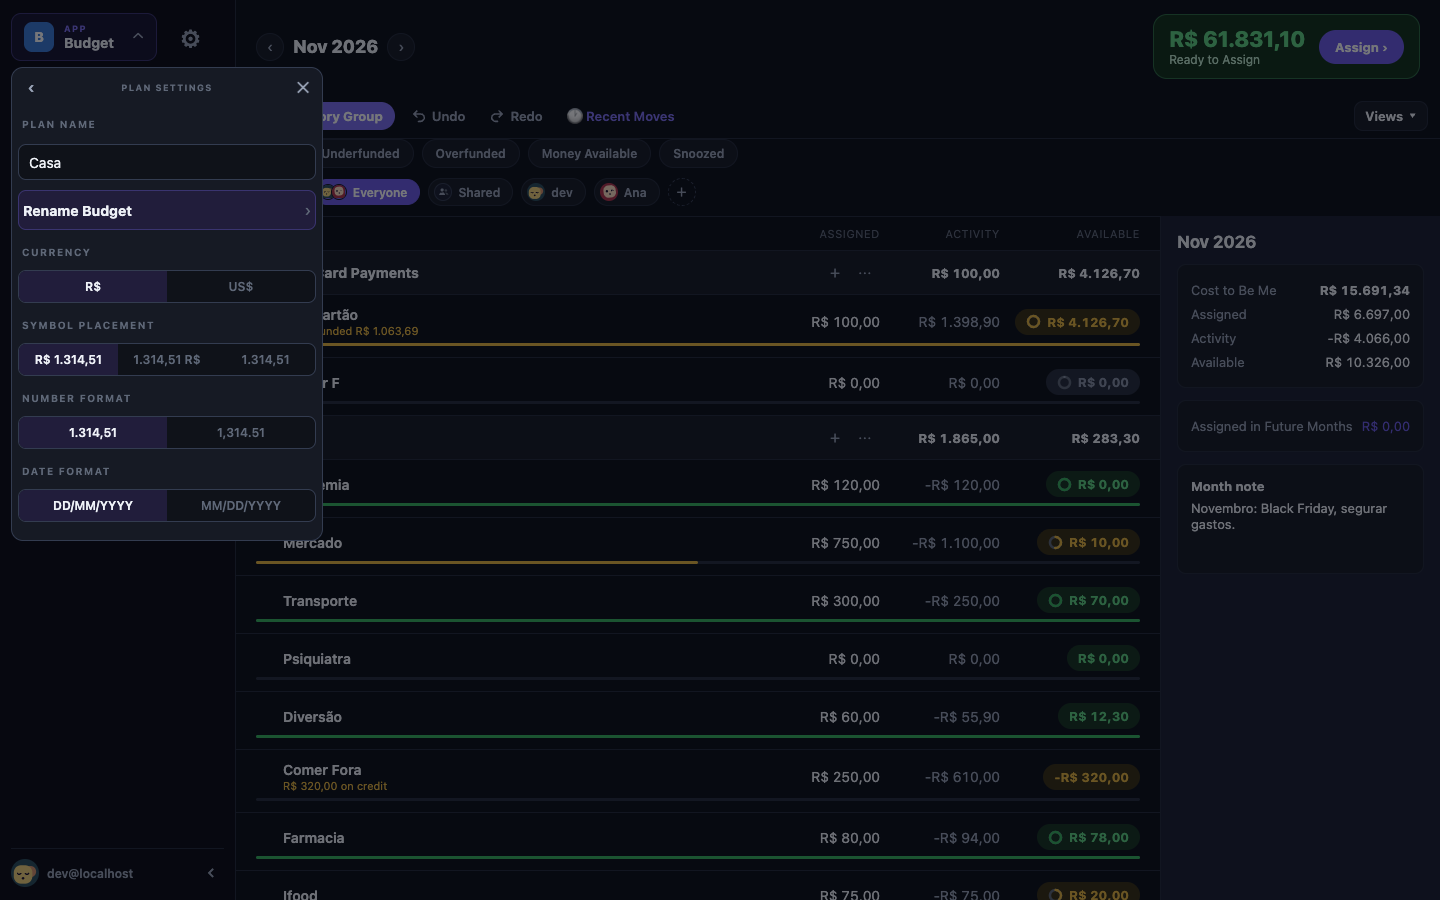 B
APP
Budget
Nov 2026
R$ 61.831,10
Ready to Assign
Assign ›
PLAN SETTINGS
PLAN NAME
Casa
Rename Budget
CURRENCY
R$ US$
SYMBOL PLACEMENT
R$ 1.314,51 1.314,51 R$ 1.314,51
NUMBER FORMAT
1.314,51 1,314.51
DATE FORMAT
DD/MM/YYYY MM/DD/YYYY
ory Group Undo Redo Recent Moves Views
Underfunded Overfunded Money Available Snoozed
Everyone Shared dev Ana +
ASSIGNED ACTIVITY AVAILABLE
ard Payments + ... R$ 100,00 R$ 4.126,70
artão R$ 100,00 R$ 1.398,90 R$ 4.126,70
unded R$ 1.063,69
r F R$ 0,00 R$ 0,00 R$ 0,00
+ ... R$ 1.865,00 R$ 283,30
emia R$ 120,00 -R$ 120,00 R$ 0,00
Mercado R$ 750,00 -R$ 1.100,00 R$ 10,00
Transporte R$ 300,00 -R$ 250,00 R$ 70,00
Psiquiatra R$ 0,00 R$ 0,00 R$ 0,00
Diversão R$ 60,00 -R$ 55,90 R$ 12,30
Comer Fora R$ 250,00 -R$ 610,00 -R$ 320,00
R$ 320,00 on credit
Farmacia R$ 80,00 -R$ 94,00 R$ 78,00
Ifood R$ 75,00 -R$ 75,00 R$ 20,00
Nov 2026
Cost to Be Me R$ 15.691,34
Assigned R$ 6.697,00
Activity -R$ 4.066,00
Available R$ 10.326,00
Assigned in Future Months R$ 0,00
Month note
Novembro: Black Friday, segurar
gastos.
dev@localhost